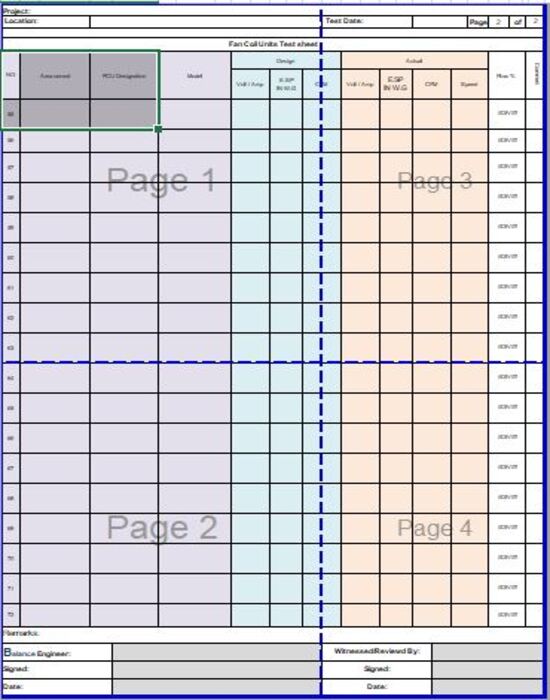 Project:
Location: Test Date: Page 2 of 2
Fan Coil Units Test sheet
NO Area served FCU Designation Model Design Actual Flow % Comment
Volt / Amp E.S.P IN W.G CFM Volt / Amp E.S.P IN W.G CFM Speed
55 #DIV/0!
56 #DIV/0!
57 #DIV/0!
Page 1 Page 3
58 #DIV/0!
59 #DIV/0!
60 #DIV/0!
61 #DIV/0!
62 #DIV/0!
63 #DIV/0!
64 #DIV/0!
65 #DIV/0!
66 #DIV/0!
67 #DIV/0!
68 #DIV/0!
69 #DIV/0!
Page 2 Page 4
70 #DIV/0!
71 #DIV/0!
72 #DIV/0!
Remarks:
Balance Engineer: Witnessed/Reviewd By:
Signed: Signed:
Date: Date: